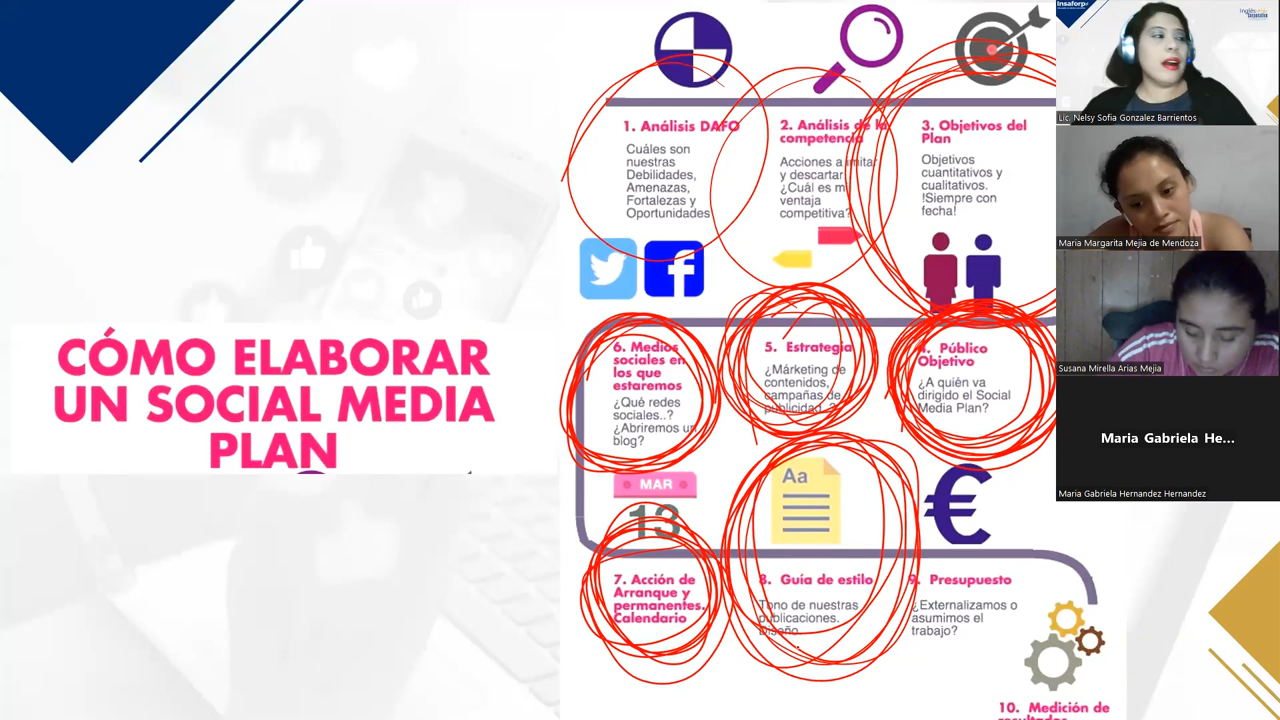 CÓMO ELABORAR
UN SOCIAL MEDIA
PLAN
1. Análisis DAFO
Cuáles son
nuestras
Debilidades,
Amenazas,
Fortalezas y
Oportunidades
2. Análisis de la
competencia
Acciones a imitar
y descartar
¿Cuál es mi
ventaja
competitiva?
3. Objetivos del
Plan
Objetivos
cuantitativos y
cualitativos.
!Siempre con
fecha!
6. Medios
sociales en
los que
estaremos
¿Qué redes
sociales..?
¿Abriremos un
blog?
5. Estrategia
¿Márketing de
contenidos,
campañas de
publicidad..?
4. Público
Objetivo
¿A quién va
dirigido el Social
Media Plan?
MAR
13
Aa
€
7. Acción de
Arranque y
permanentes.
Calendario
8. Guía de estilo
Tono de nuestras
publicaciones.
Diseño.
9. Presupuesto
¿Externalizamos o
asumimos el
trabajo?
10. Medición de
resultados
Insaforp
Inglés
Corporativo
Lic. Nelsy Sofia Gonzalez Barrientos
Maria Margarita Mejia de Mendoza
Susana Mirella Arias Mejia
Maria Gabriela He...
Maria Gabriela Hernandez Hernandez